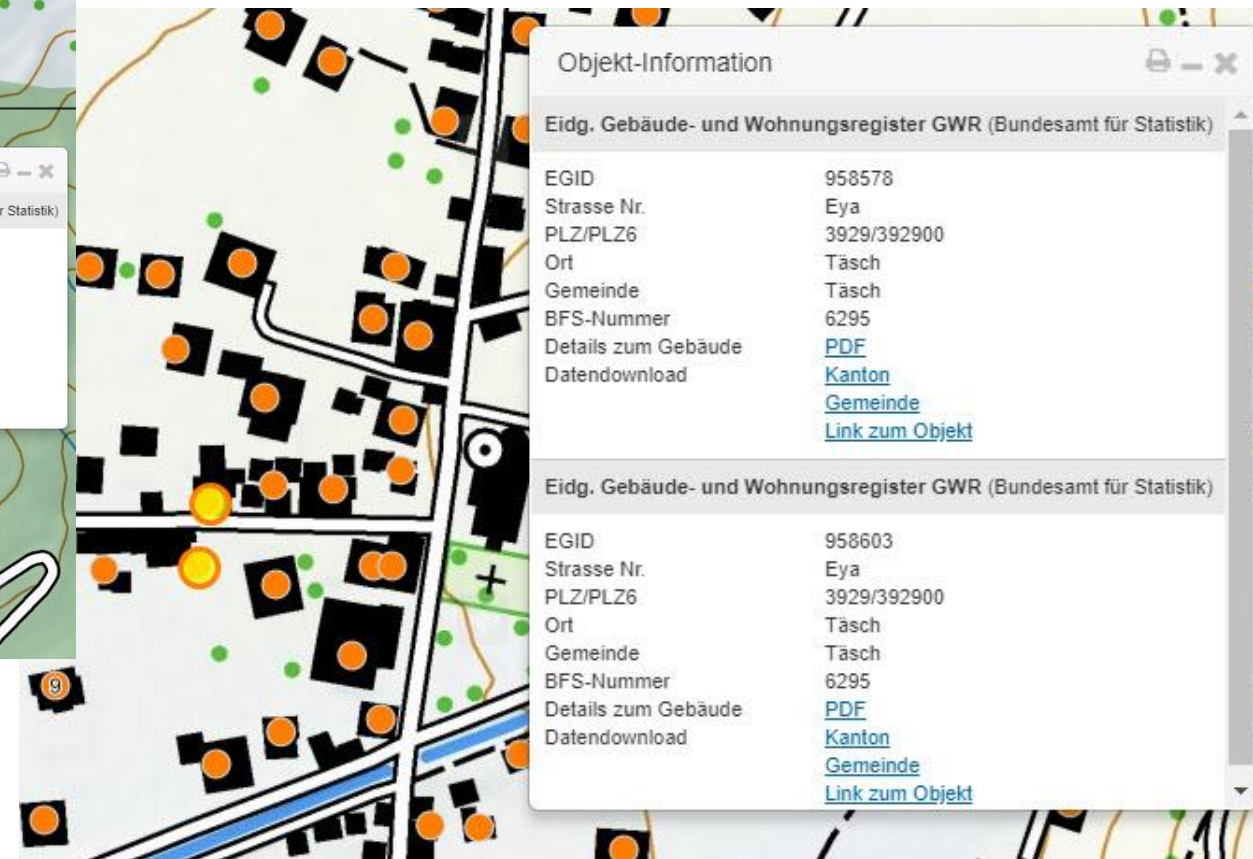 Objekt-Information
Eidg. Gebäude- und Wohnungsregister GWR (Bundesamt für Statistik)
EGID 958578
Strasse Nr. Eya
PLZ/PLZ6 3929/392900
Ort Täsch
Gemeinde Täsch
BFS-Nummer 6295
Details zum Gebäude PDF
Datendownload Kanton
Gemeinde
Link zum Objekt
Eidg. Gebäude- und Wohnungsregister GWR (Bundesamt für Statistik)
EGID 958603
Strasse Nr. Eya
PLZ/PLZ6 3929/392900
Ort Täsch
Gemeinde Täsch
BFS-Nummer 6295
Details zum Gebäude PDF
Datendownload Kanton
Gemeinde
Link zum Objekt
Statistik)
9